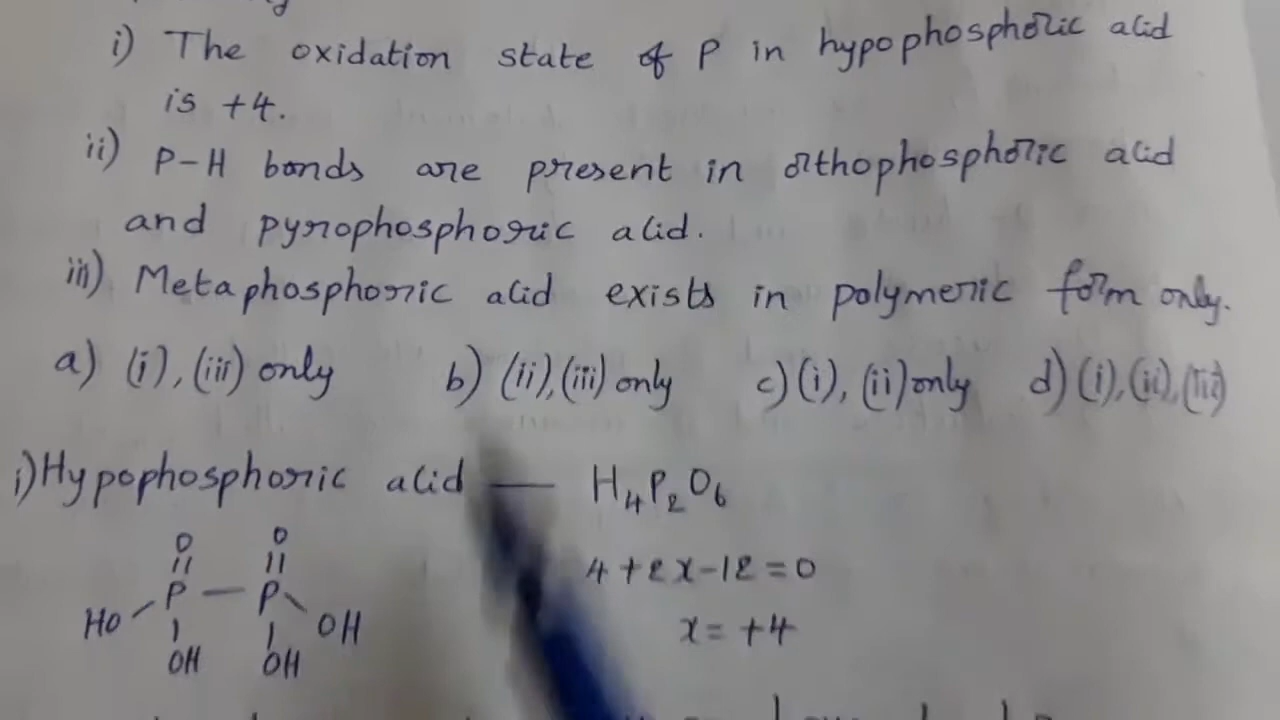 i) The oxidation state of P in hypophosphoric acid
is +4.
ii) P-H bonds are present in orthophosphoric acid
and pyrophosphoric acid.
iii) Metaphosphoric acid exists in polymeric form only.
a) (i), (iii) only b) (ii), (iii) only c) (i), (ii) only d) (i), (ii), (iii)
i) Hypophosphoric acid — H4P2O6
O O
|| ||
4+2x-12=0
HO P — P OH
OH OH
x= +4